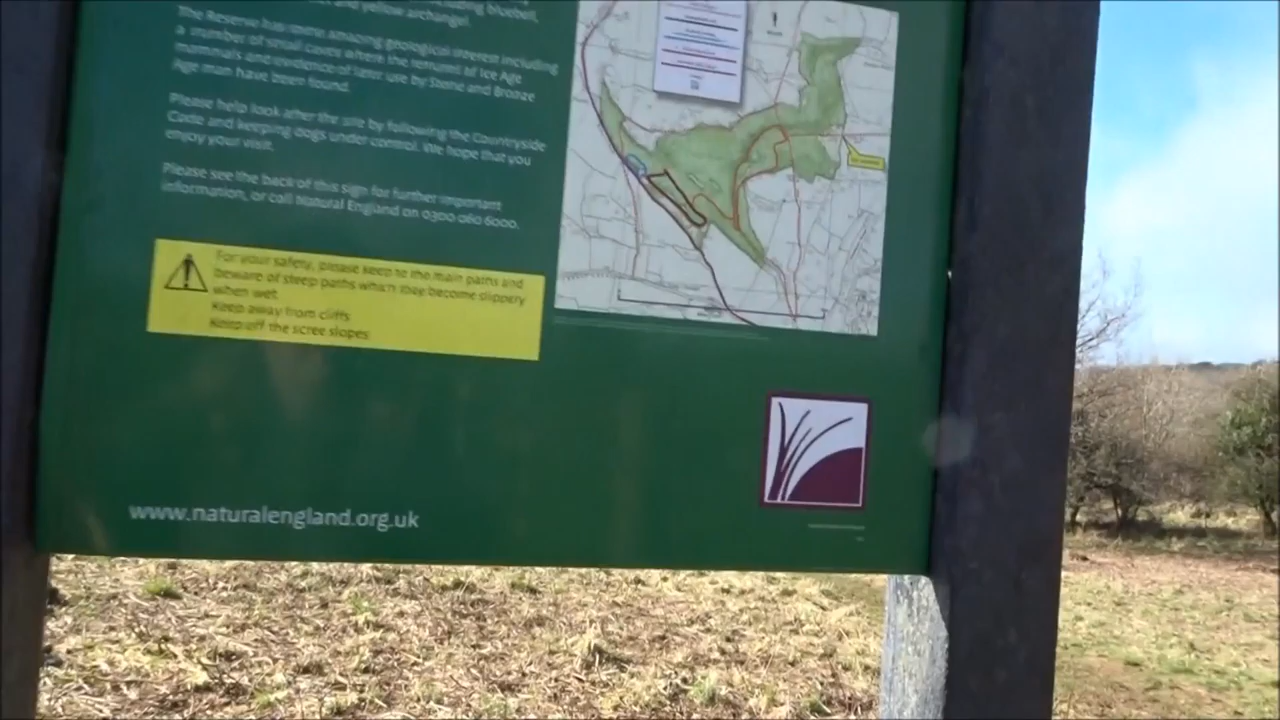 including bluebell,
and yellow archangel.
The Reserve has some amazing geological interest including
a number of small caves where the remains of Ice Age
mammals and evidence of later use by Stone and Bronze
Age man have been found.
Please help look after the site by following the Countryside
Code and keeping dogs under control. We hope that you
enjoy your visit.
Please see the back of this sign for further important
information, or call Natural England on 0300 060 6000.
For your safety, please keep to the main paths and
beware of steep paths which may become slippery
when wet
Keep away from cliffs
Keep off the scree slopes
www.naturalengland.org.uk